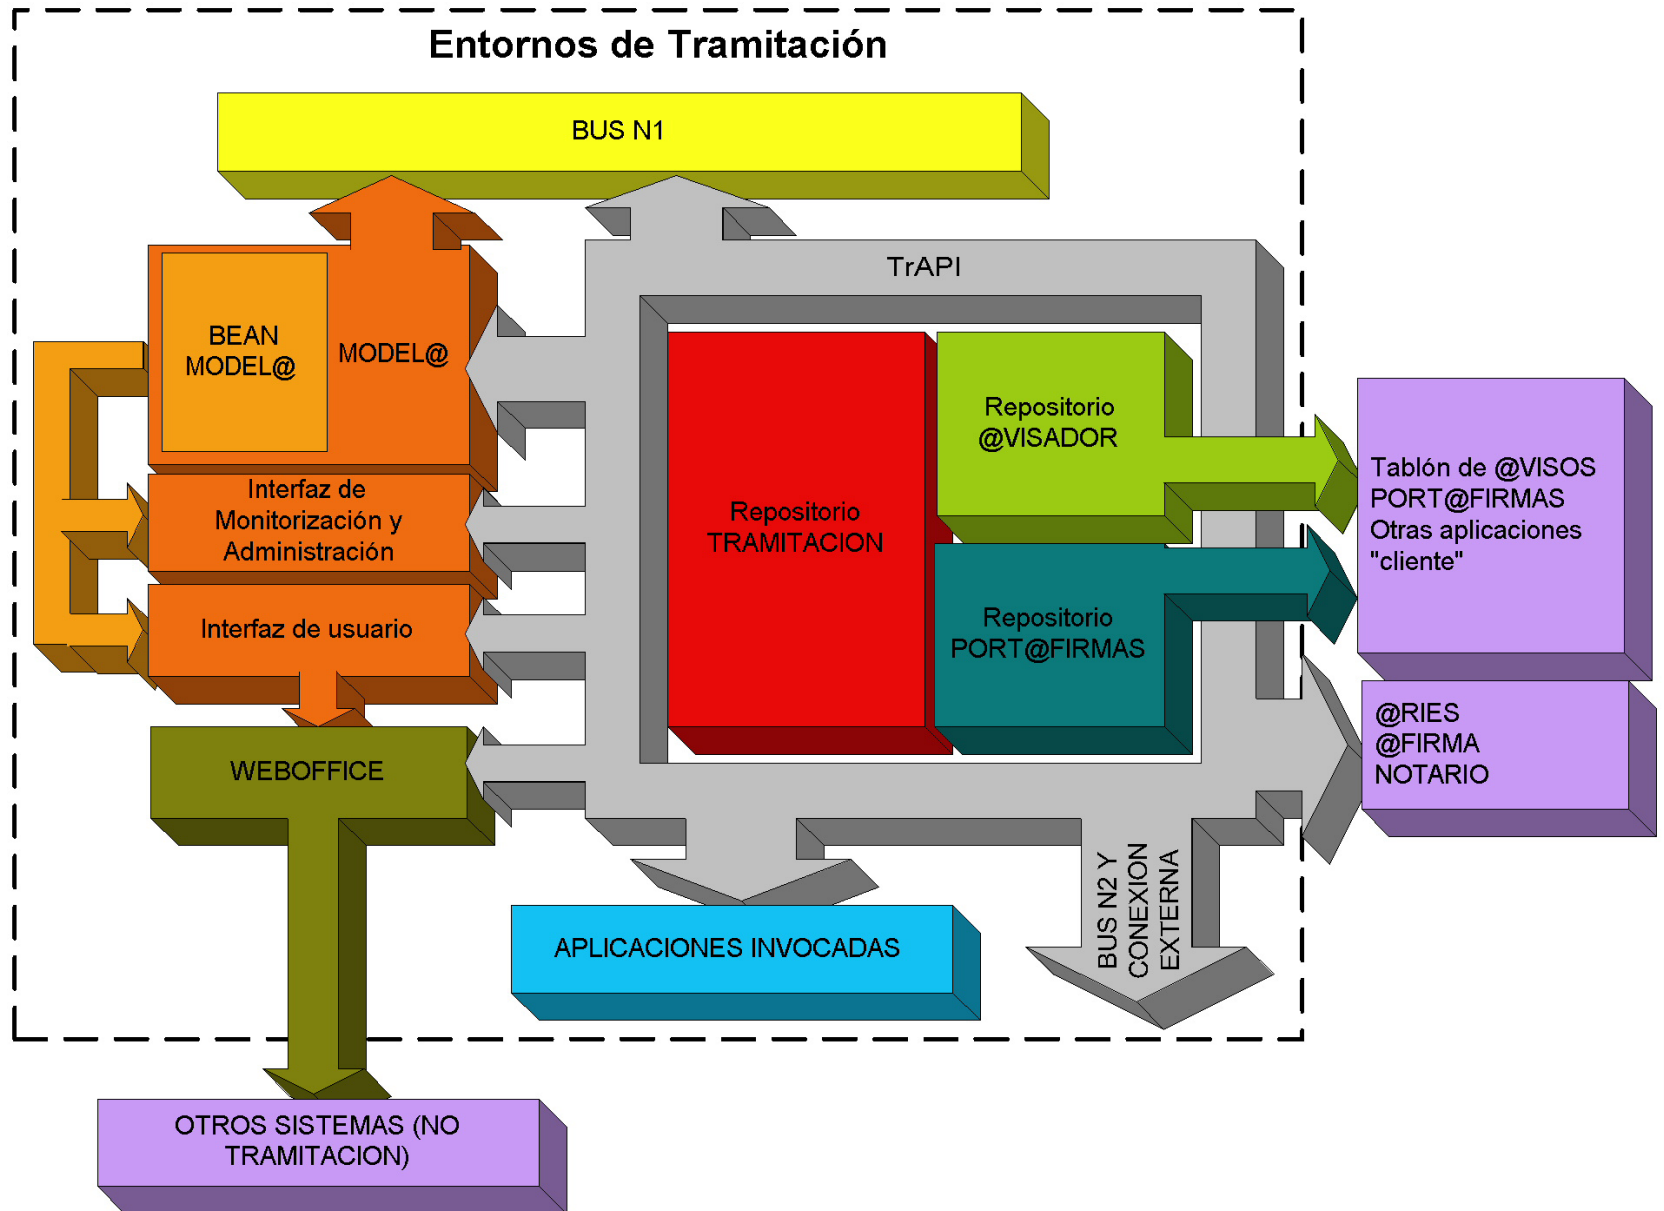 Entornos de Tramitación
BUS N1
TrAPI
BEAN
MODEL@
MODEL@
Repositorio
@VISADOR
Tablón de @VISOS
PORT@FIRMAS
Otras aplicaciones
"cliente"
Interfaz de
Monitorización y
Administración
Repositorio
TRAMITACION
Interfaz de usuario
Repositorio
PORT@FIRMAS
@RIES
@FIRMA
NOTARIO
WEBOFFICE
BUS N2 Y
CONEXION
EXTERNA
APLICACIONES INVOCADAS
OTROS SISTEMAS (NO
TRAMITACION)